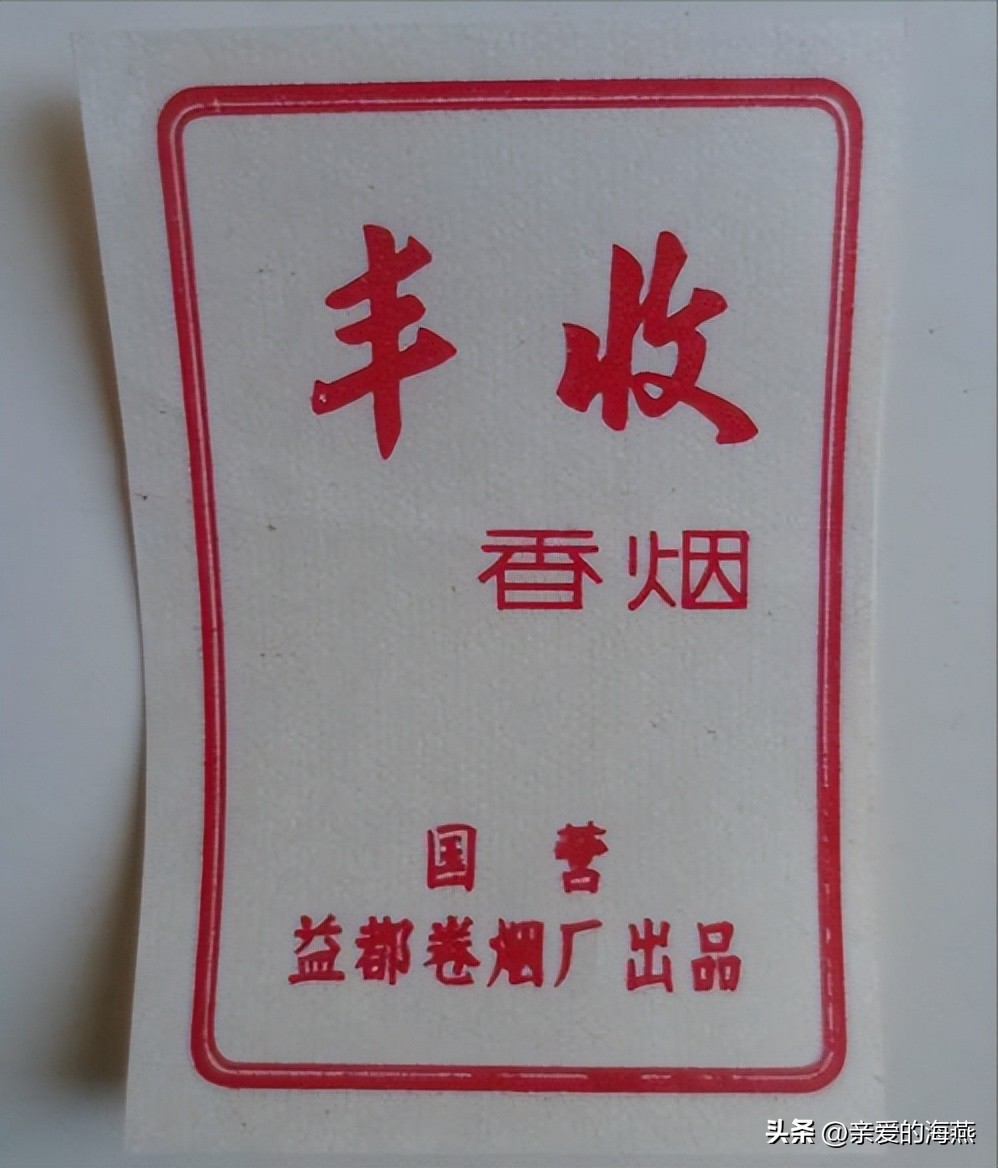 丰收
香烟
国营
益都卷烟厂出品
头条 @亲爱的海燕